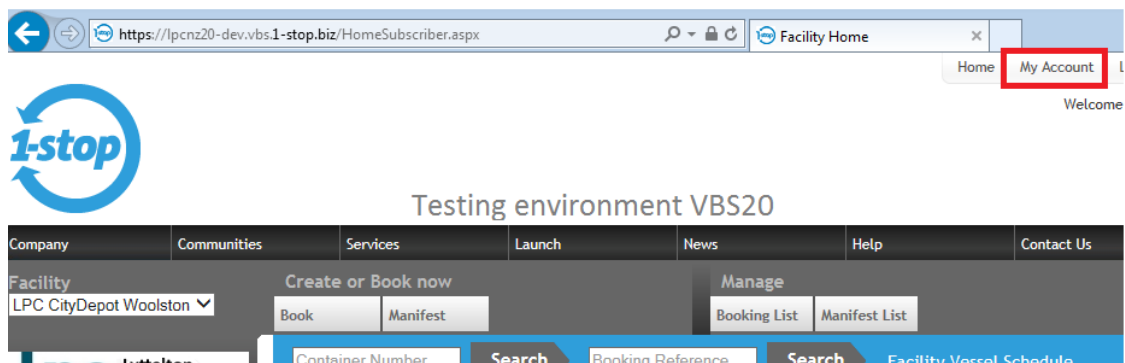 https://lpcnz20-dev.vbs.1-stop.biz/HomeSubscriber.aspx
Facility Home
Home My Account
Welcome
1-stop
Testing environment VBS20
Company Communities Services Launch News Help Contact Us
Facility Create or Book now Manage
LPC CityDepot Woolston
Book Manifest Booking List Manifest List
Container Number Search Booking Reference Search Facility Vessel Schedule